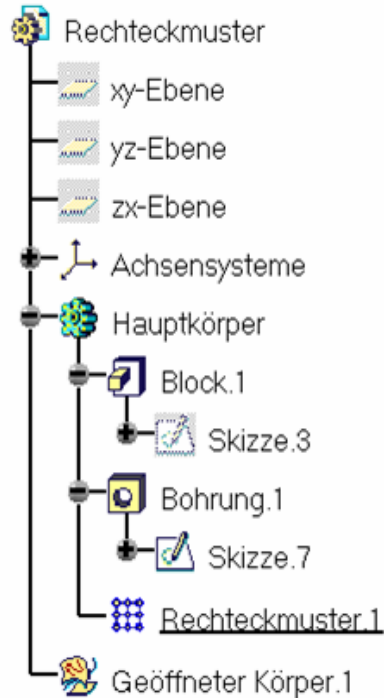 Rechteckmuster
xy-Ebene
yz-Ebene
zx-Ebene
Achsensysteme
Hauptkörper
Block.1
Skizze.3
Bohrung.1
Skizze.7
Rechteckmuster.1
Geöffneter Körper.1